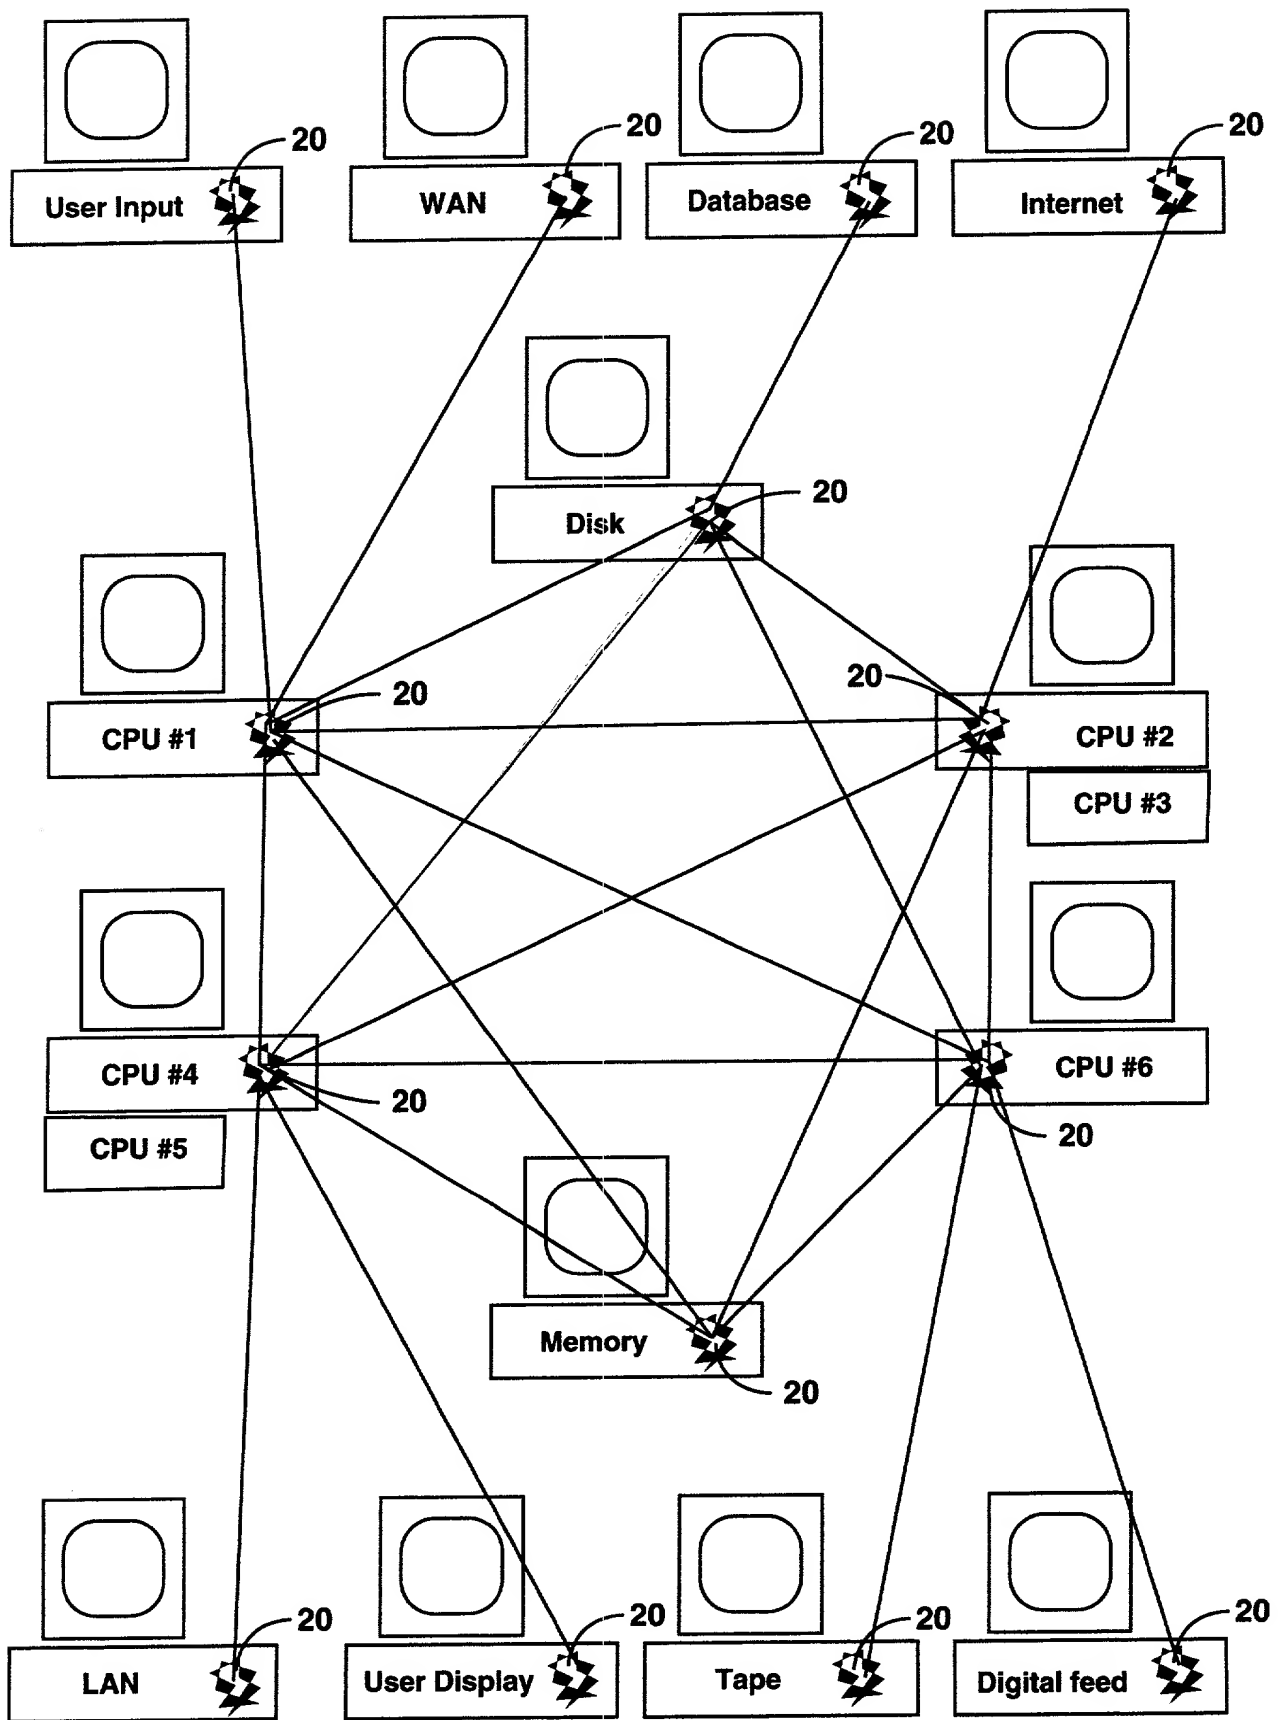 20
20
20
20
User Input
WAN
Database
Internet
20
Disk
20
20
CPU #1
CPU #2
CPU #3
CPU #4
CPU #6
20
20
CPU #5
Memory
20
20
20
20
20
LAN
User Display
Tape
Digital feed